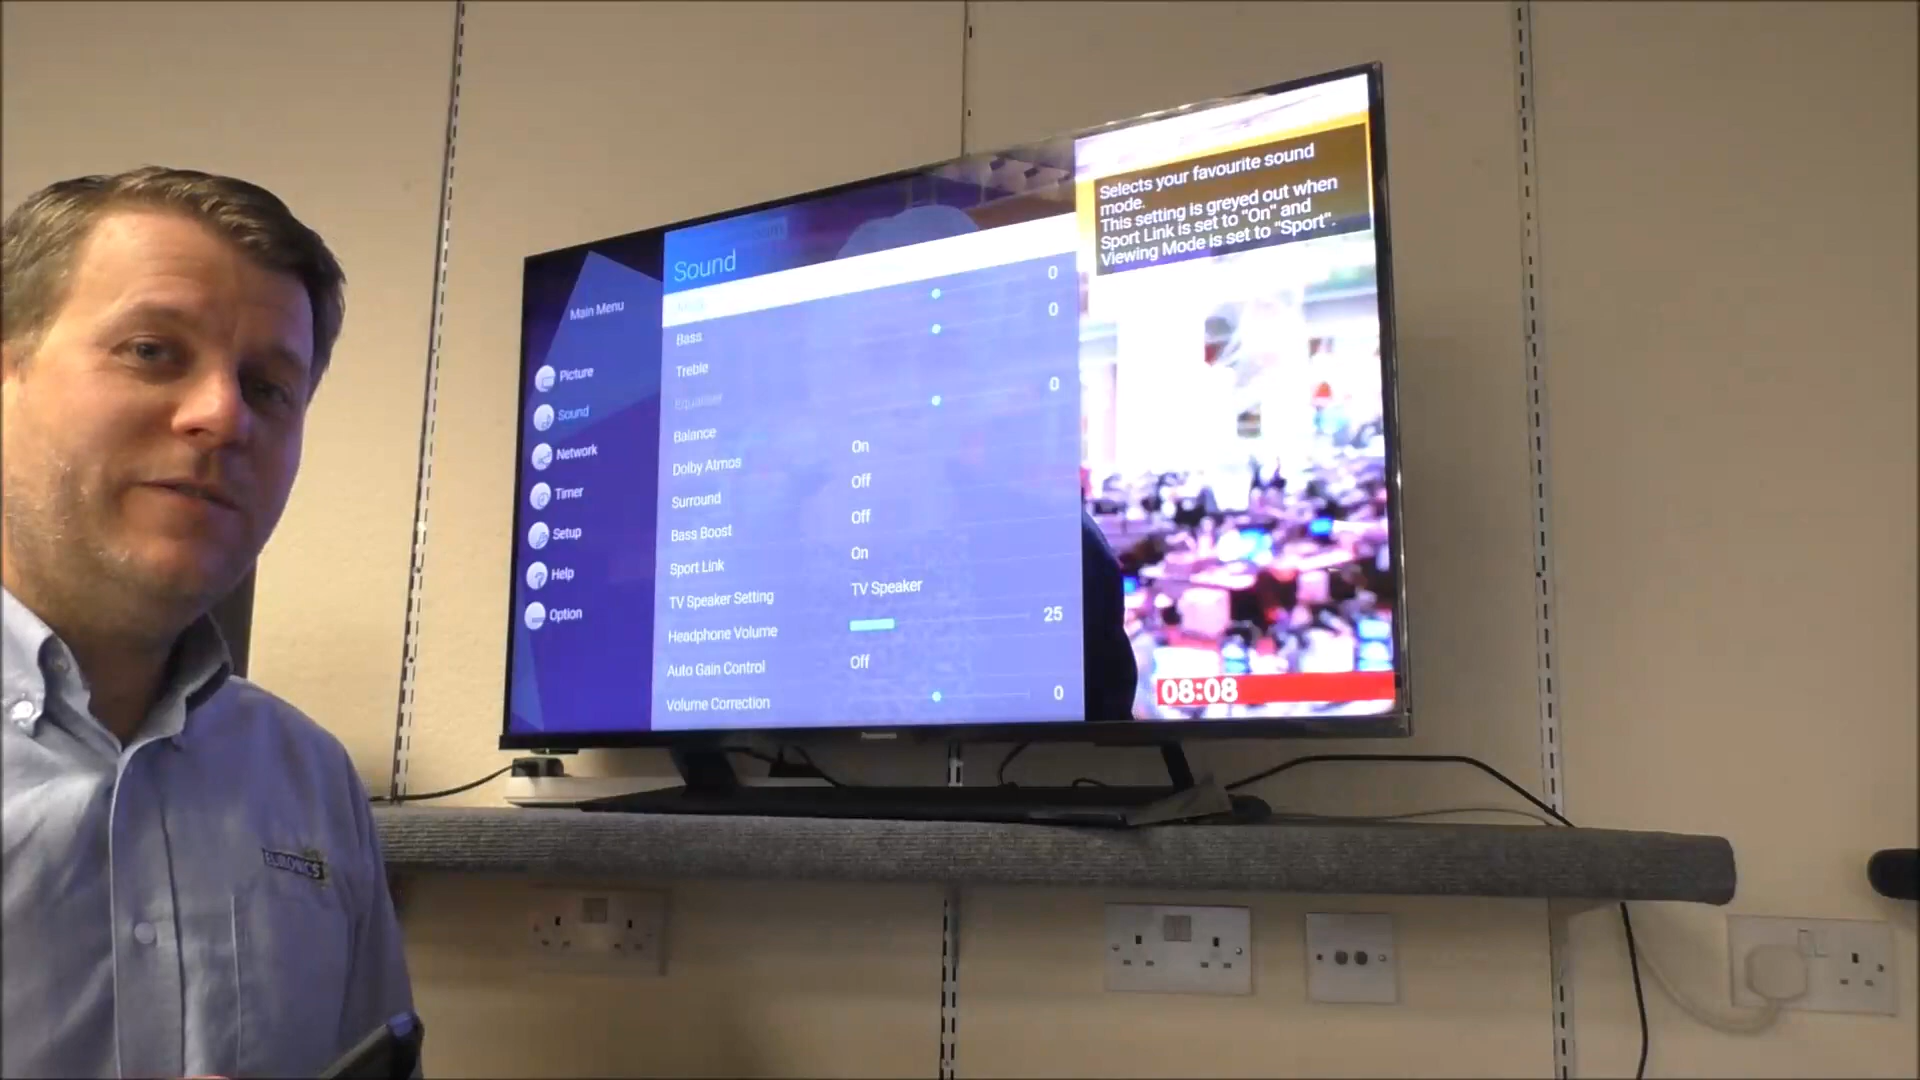 Main Menu
Picture
Sound
Network
Timer
Setup
Help
Option
Sound
0
Bass
0
Treble
Equaliser
0
Balance
Dolby Atmos
On
Surround
Off
Bass Boost
Off
Sport Link
On
TV Speaker Setting
TV Speaker
Headphone Volume
25
Auto Gain Control
Off
Volume Correction
0
Selects your favourite sound
mode.
This setting is greyed out when
Sport Link is set to "On" and
Viewing Mode is set to "Sport".
08:08
Panasonic
EURONICS